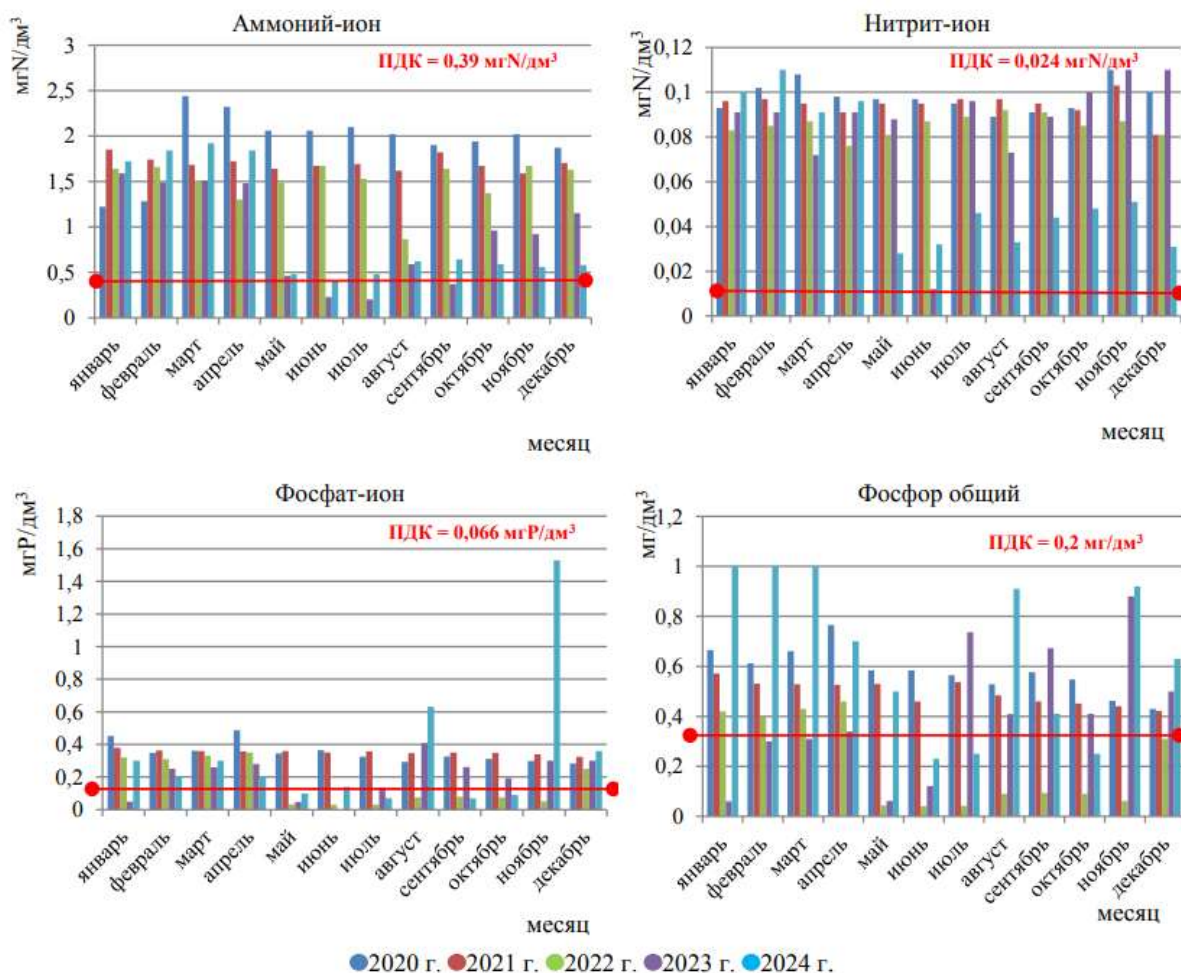 Аммоний-ион
мгN/дм³
ПДК = 0,39 мгN/дм³
3
2,5
2
1,5
1
0,5
0
январь
февраль
март
апрель
май
июнь
июль
август
сентябрь
октябрь
ноябрь
декабрь
месяц
Нитрит-ион
мгN/дм³
ПДК = 0,024 мгN/дм³
0,12
0,1
0,08
0,06
0,04
0,02
0
январь
февраль
март
апрель
май
июнь
июль
август
сентябрь
октябрь
ноябрь
декабрь
месяц
Фосфат-ион
мгP/дм³
ПДК = 0,066 мгP/дм³
1,8
1,6
1,4
1,2
1
0,8
0,6
0,4
0,2
0
январь
февраль
март
апрель
май
июнь
июль
август
сентябрь
октябрь
ноябрь
декабрь
месяц
Фосфор общий
мг/дм³
ПДК = 0,2 мг/дм³
1,2
1
0,8
0,6
0,4
0,2
0
январь
февраль
март
апрель
май
июнь
июль
август
сентябрь
октябрь
ноябрь
декабрь
месяц
2020 г. 2021 г. 2022 г. 2023 г. 2024 г.